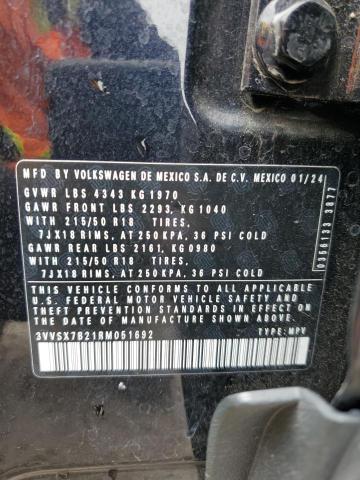 MFD BY VOLKSWAGEN DE MEXICO S.A. DE C.V. MEXICO 01/24
GVWR LBS 4343 KG 1970
GAWR FRONT LBS 2293, KG 1040
WITH 215/50 R18 TIRES,
7JX18 RIMS, AT 250 KPA, 36 PSI COLD
GAWR REAR LBS 2161, KG 0980
WITH 215/50 R18 TIRES,
7JX18 RIMS, AT 250 KPA, 36 PSI COLD
THIS VEHICLE CONFORMS TO ALL APPLICABLE
U.S. FEDERAL MOTOR VEHICLE SAFETY AND
THEFT PREVENTION STANDARDS IN EFFECT
ON THE DATE OF MANUFACTURE SHOWN
ABOVE.
3VVSX7B21RM051692 TYPE: MPV
0356133 3877